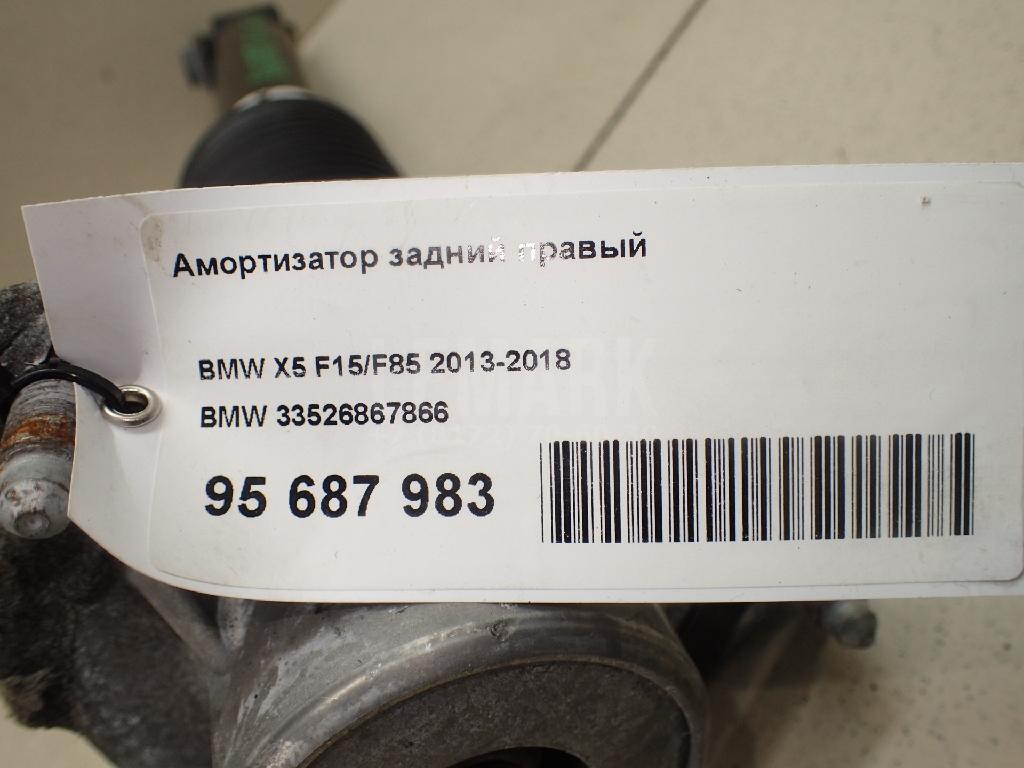 Амортизатор задний правый
BMW X5 F15/F85 2013-2018
BMW 33526867866
95 687 983